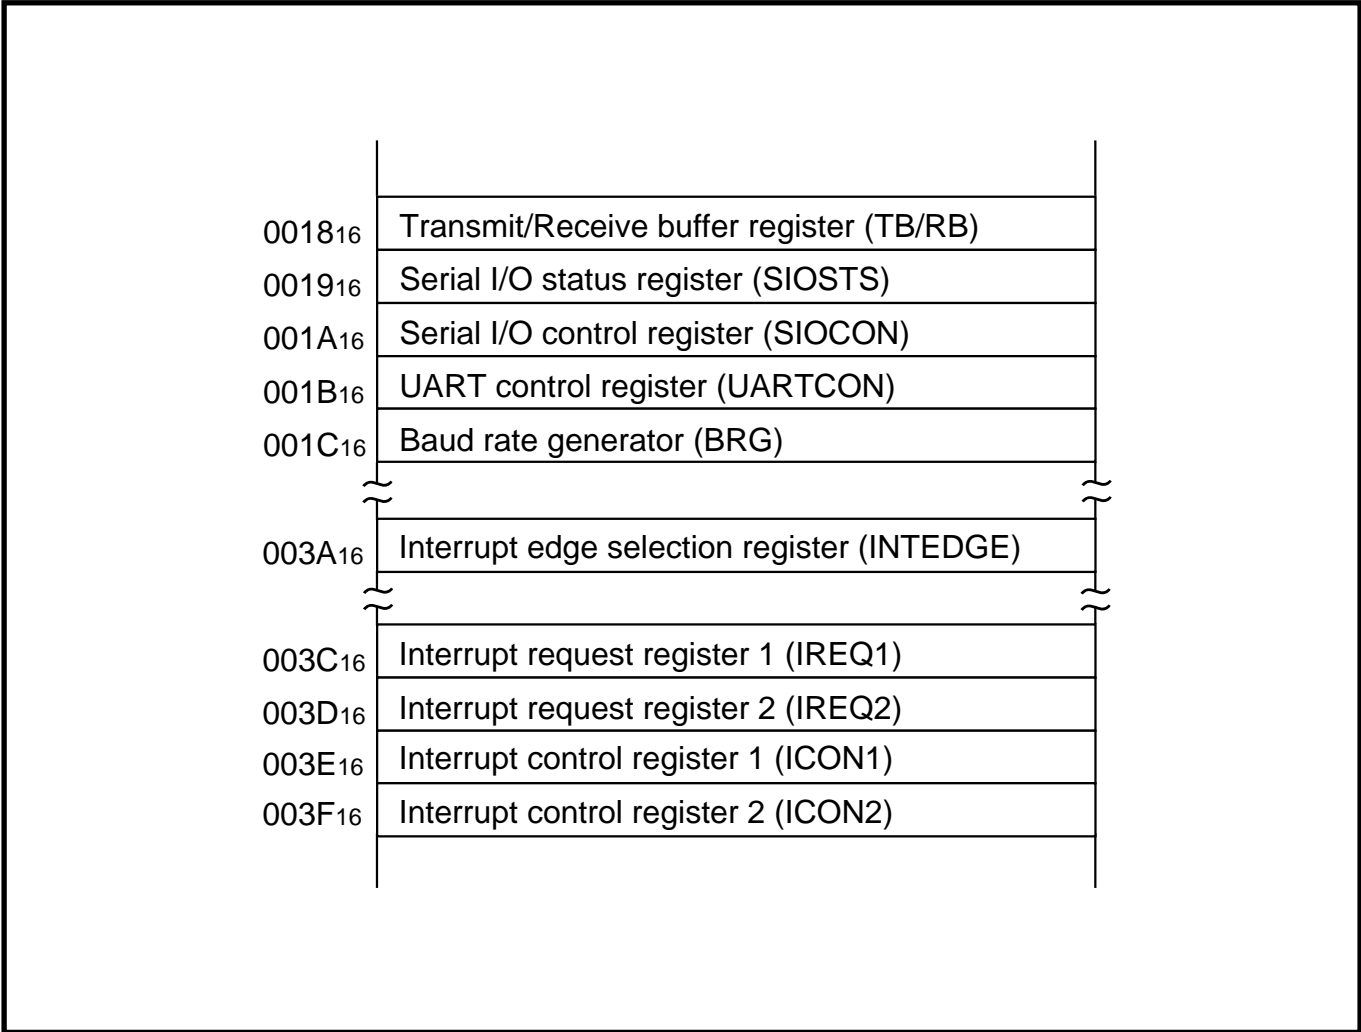 0018₁₆ Transmit/Receive buffer register (TB/RB)
0019₁₆ Serial I/O status register (SIOSTS)
001A₁₆ Serial I/O control register (SIOCON)
001B₁₆ UART control register (UARTCON)
001C₁₆ Baud rate generator (BRG)
003A₁₆ Interrupt edge selection register (INTEDGE)
003C₁₆ Interrupt request register 1 (IREQ1)
003D₁₆ Interrupt request register 2 (IREQ2)
003E₁₆ Interrupt control register 1 (ICON1)
003F₁₆ Interrupt control register 2 (ICON2)